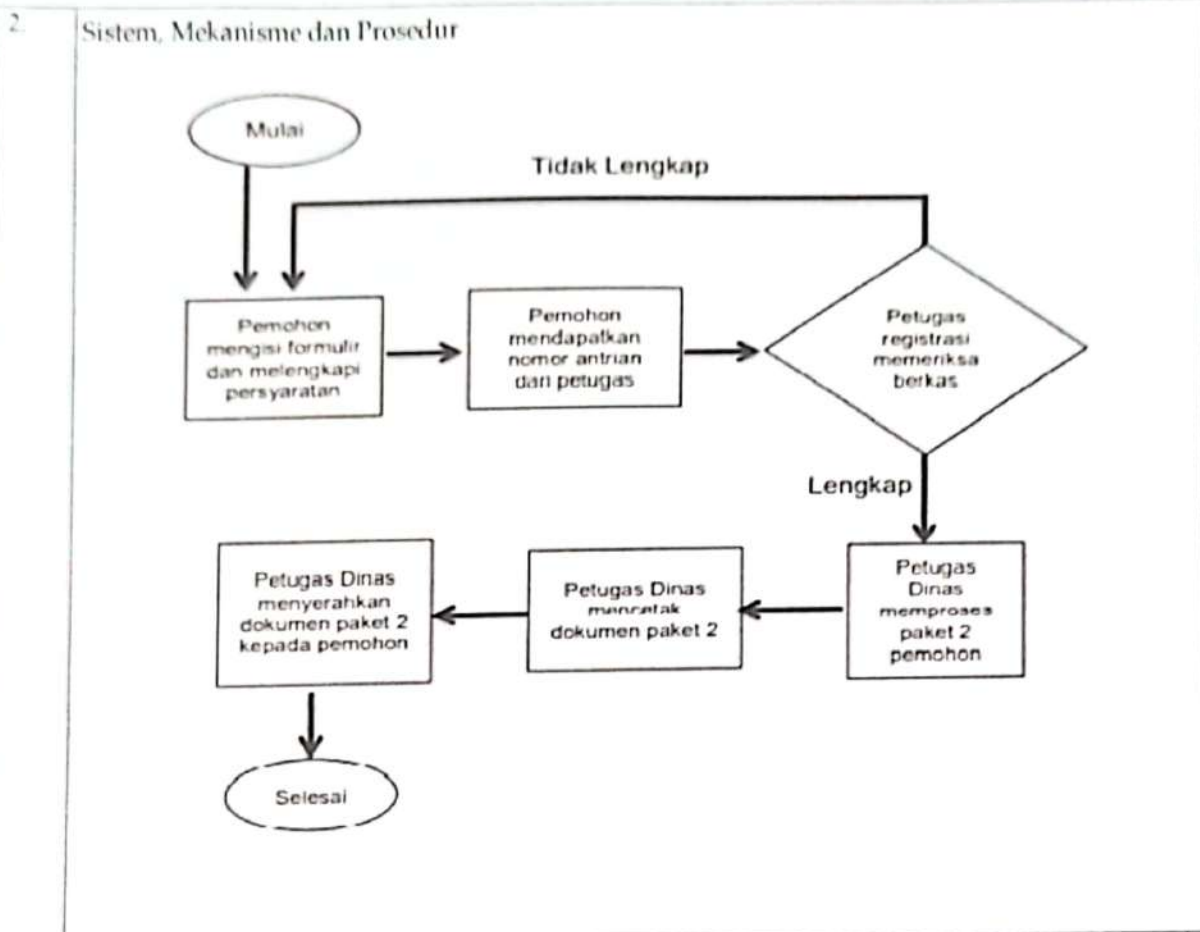 2.
Sistem, Mekanisme dan Prosedur
Mulai
Tidak Lengkap
Pemohon
mengisi formulir
dan melengkapi
persyaratan
Pemohon
mendapatkan
nomor antrian
dari petugas
Petugas
registrasi
memeriksa
berkas
Lengkap
Petugas
Dinas
memproses
paket 2
pemohon
Petugas Dinas
mencetak
dokumen paket 2
Petugas Dinas
menyerahkan
dokumen paket 2
kepada pemohon
Selesai